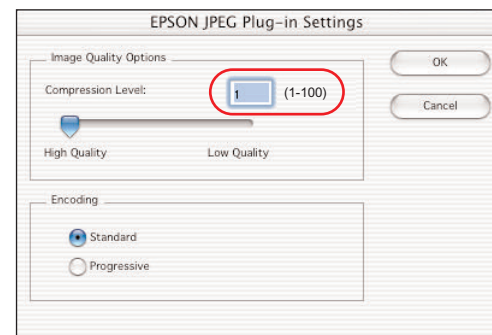 EPSON JPEG Plug-in Settings
Image Quality Options
Compression Level:
1
(1-100)
High Quality
Low Quality
Encoding
Standard
Progressive
OK
Cancel